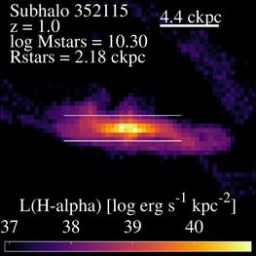 Subhalo 352115
z = 1.0
log Mstars = 10.30
Rstars = 2.18 ckpc
4.4 ckpc
L(H-alpha) [log erg s⁻¹ kpc⁻²]
37 38 39 40